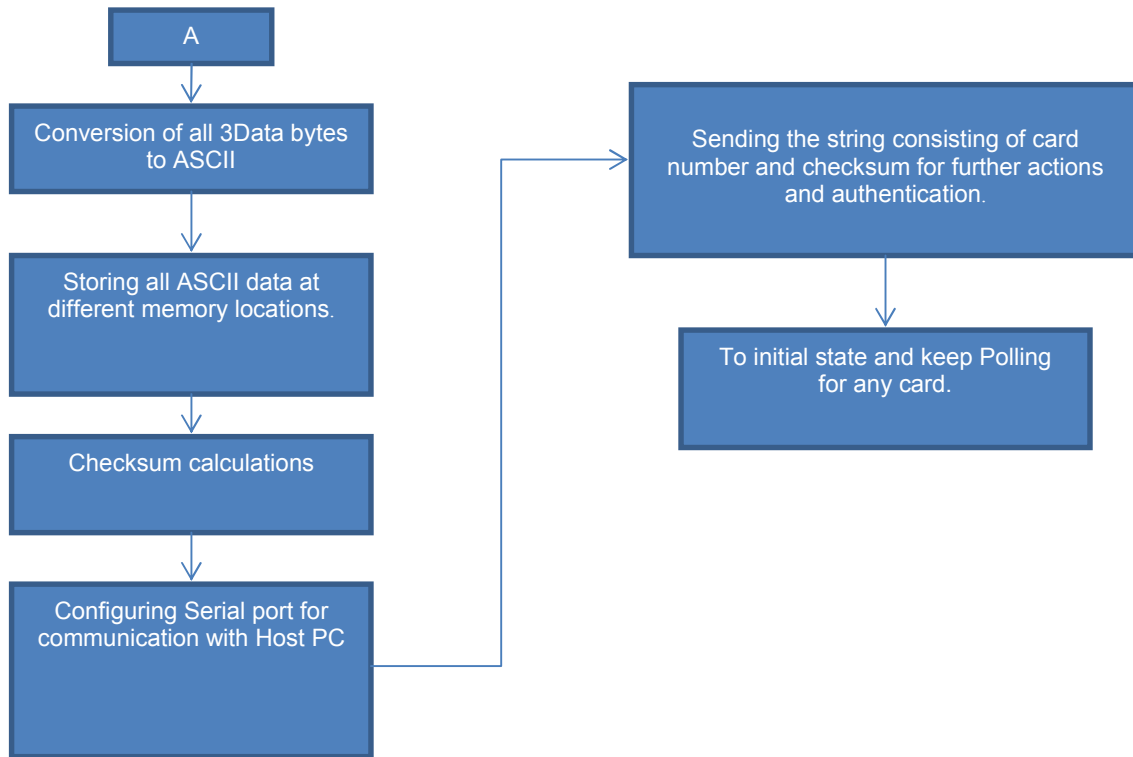 A
Conversion of all 3Data bytes
to ASCII
Storing all ASCII data at
different memory locations.
Checksum calculations
Configuring Serial port for
communication with Host PC
Sending the string consisting of card
number and checksum for further actions
and authentication.
To initial state and keep Polling
for any card.